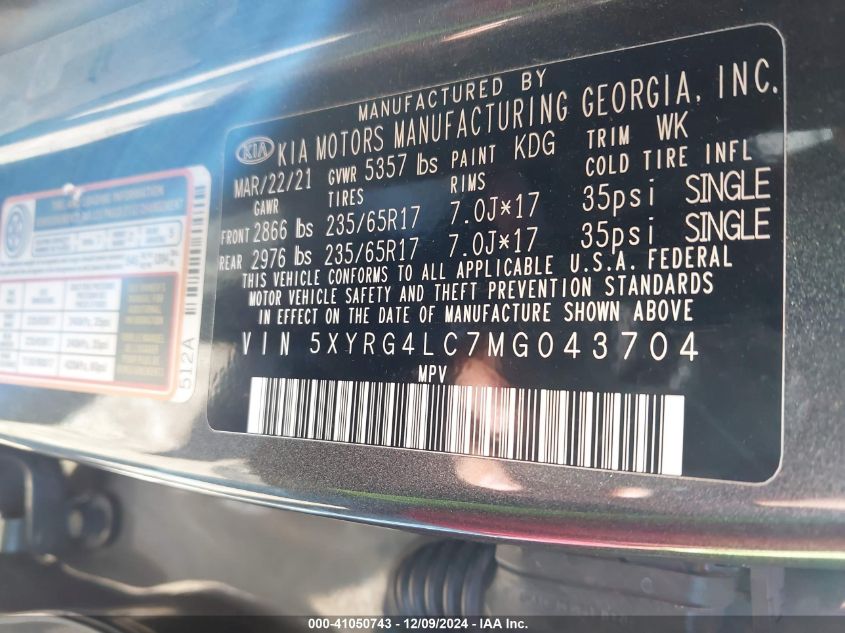 MANUFACTURED BY
KIA KIA MOTORS MANUFACTURING GEORGIA, INC.
MAR/22/21 GVWR 5357 lbs PAINT KDG TRIM WK
GAWR TIRES RIMS COLD TIRE INFL
FRONT 2866 lbs 235/65R17 7.0J*17 35psi SINGLE
REAR 2976 lbs 235/65R17 7.0J*17 35psi SINGLE
THIS VEHICLE CONFORMS TO ALL APPLICABLE U.S.A. FEDERAL
MOTOR VEHICLE SAFETY AND THEFT PREVENTION STANDARDS
IN EFFECT ON THE DATE OF MANUFACTURE SHOWN ABOVE
VIN 5XYRG4LC7MG043704
MPV
512A
000-41050743 - 12/09/2024 - IAA Inc.